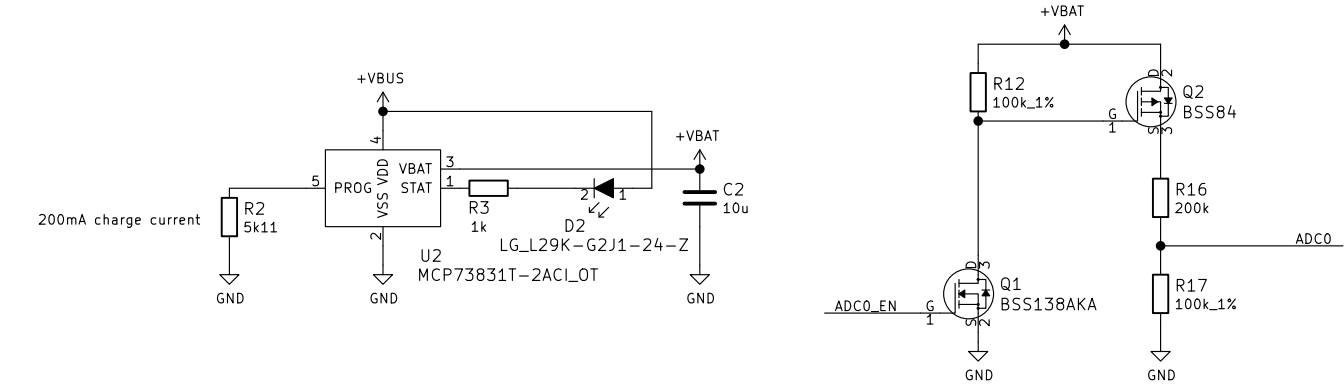 +VBUS
4
VDD
VBAT
3
+VBAT
5
PROG
STAT
1
VSS
2
R3
1k
2
1
D2
LG_L29K-G2J1-24-Z
C2
10u
200mA charge current
R2
5k11
U2
MCP73831T-2ACI_OT
GND
GND
GND
+VBAT
R12
100k_1%
D
2
Q2
BSS84
G
1
S
3
R16
200k
ADC0
D
3
Q1
BSS138AKA
ADC0_EN
G
1
S
2
R17
100k_1%
GND
GND